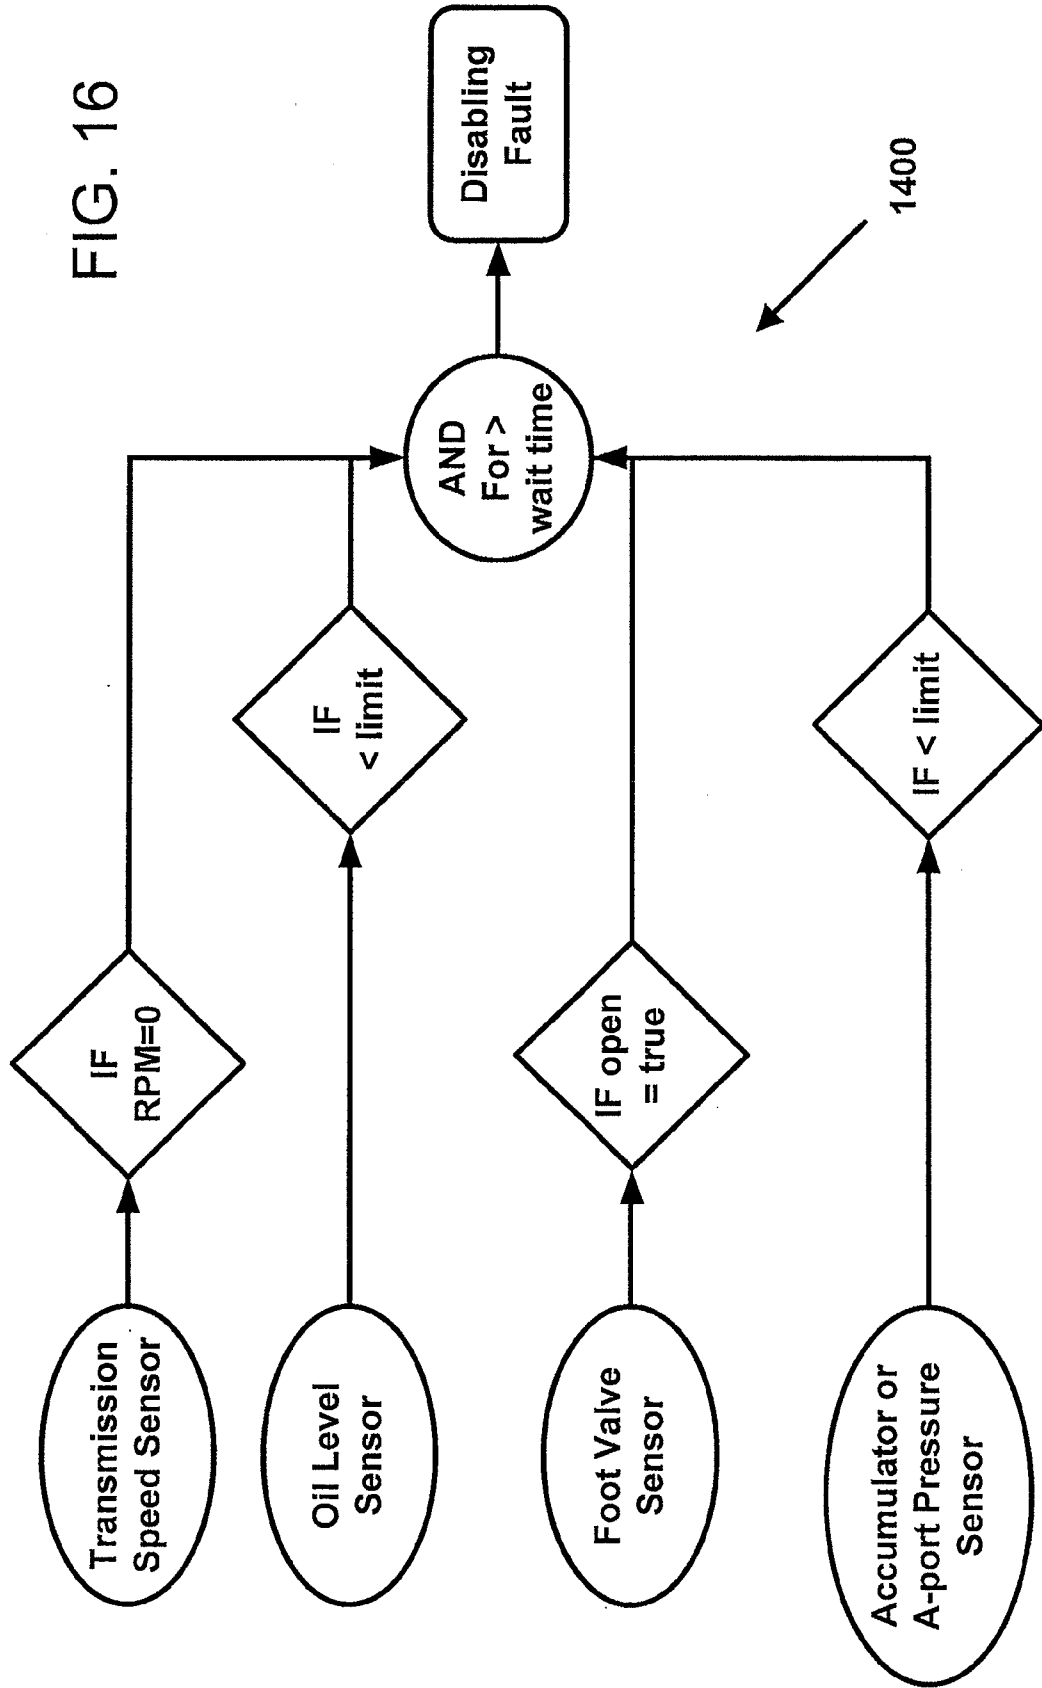 FIG. 16
Transmission
Speed Sensor
IF
RPM=0
Oil Level
Sensor
IF
< limit
AND
For >
wait time
Disabling
Fault
Foot Valve
Sensor
IF open
= true
Accumulator or
A-port Pressure
Sensor
IF < limit
1400